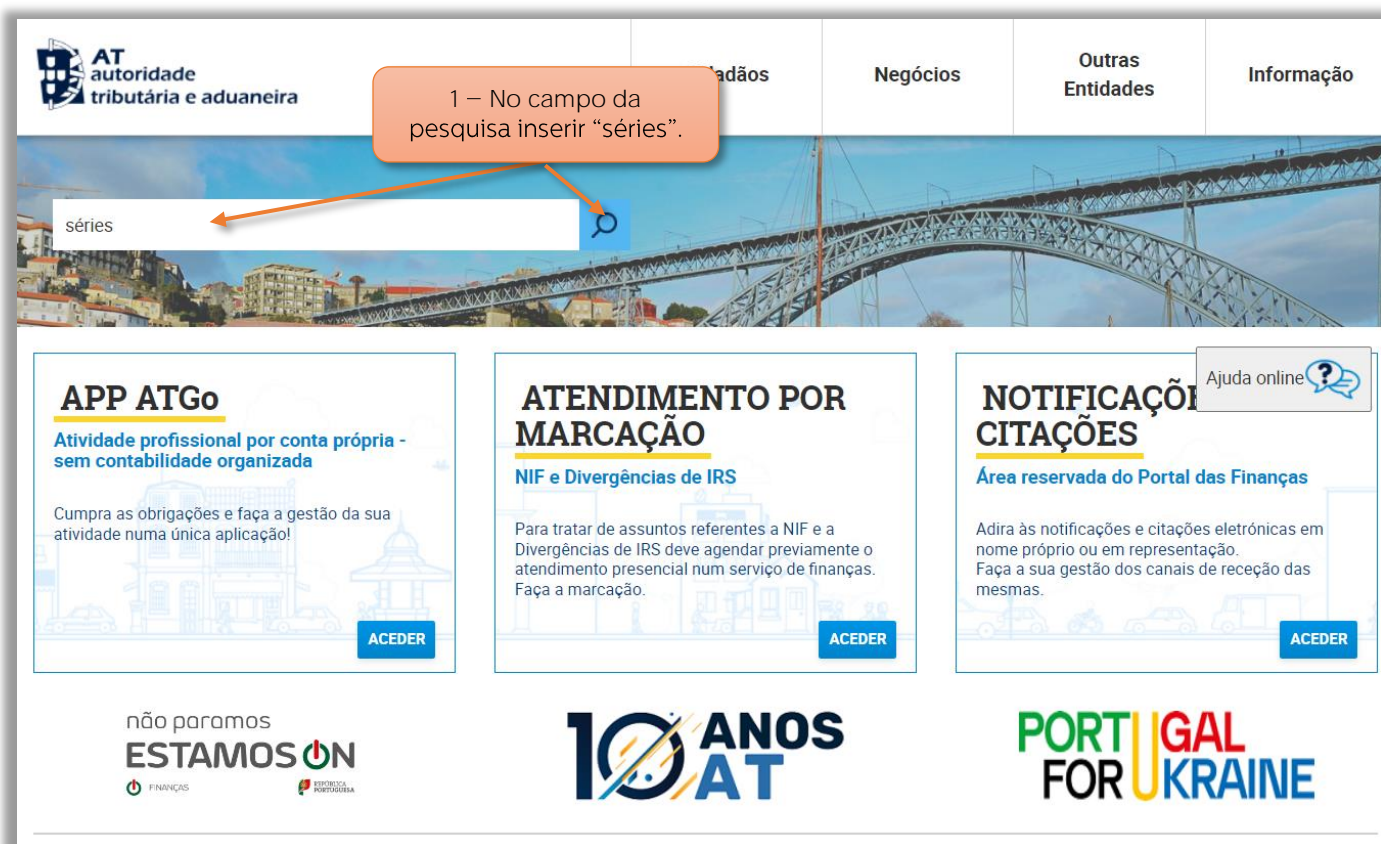 AT
autoridade
tributária e aduaneira
1 – No campo da
pesquisa inserir “séries”.
Negócios
Outras
Entidades
Informação
séries
Ajuda online
APP ATGo
Atividade profissional por conta própria -
sem contabilidade organizada
Cumpra as obrigações e faça a gestão da sua
atividade numa única aplicação!
ACEDER
ATENDIMENTO POR
MARCAÇÃO
NIF e Divergências de IRS
Para tratar de assuntos referentes a NIF e a
Divergências de IRS deve agendar previamente o
atendimento presencial num serviço de finanças.
Faça a marcação.
ACEDER
CITAÇÕES
Área reservada do Portal das Finanças
Adira às notificações e citações eletrónicas em
nome próprio ou em representação.
Faça a sua gestão dos canais de receção das
mesmas.
ACEDER
não paramos
ESTAMOS ON
FINANÇAS
REPÚBLICA
PORTUGUESA
10 ANOS
AT
PORTUGAL
FOR UKRAINE